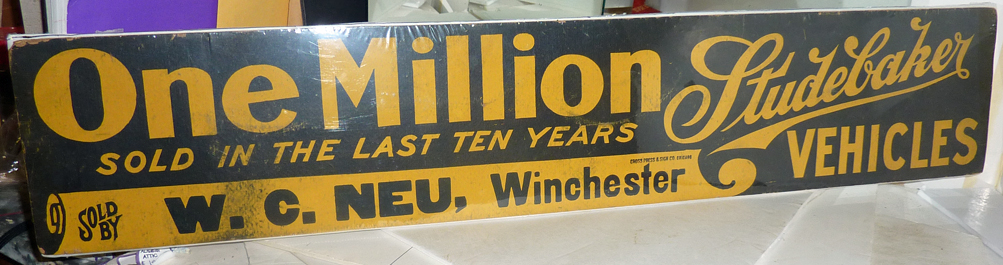 One Million
SOLD IN THE LAST TEN YEARS
Studebaker
VEHICLES
SOLD
BY
W. C. NEU, Winchester